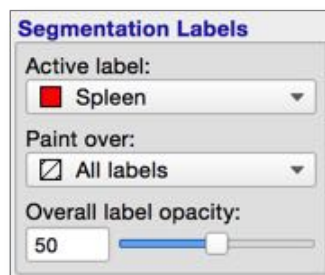 Segmentation Labels
Active label:
Spleen
Paint over:
All labels
Overall label opacity:
50